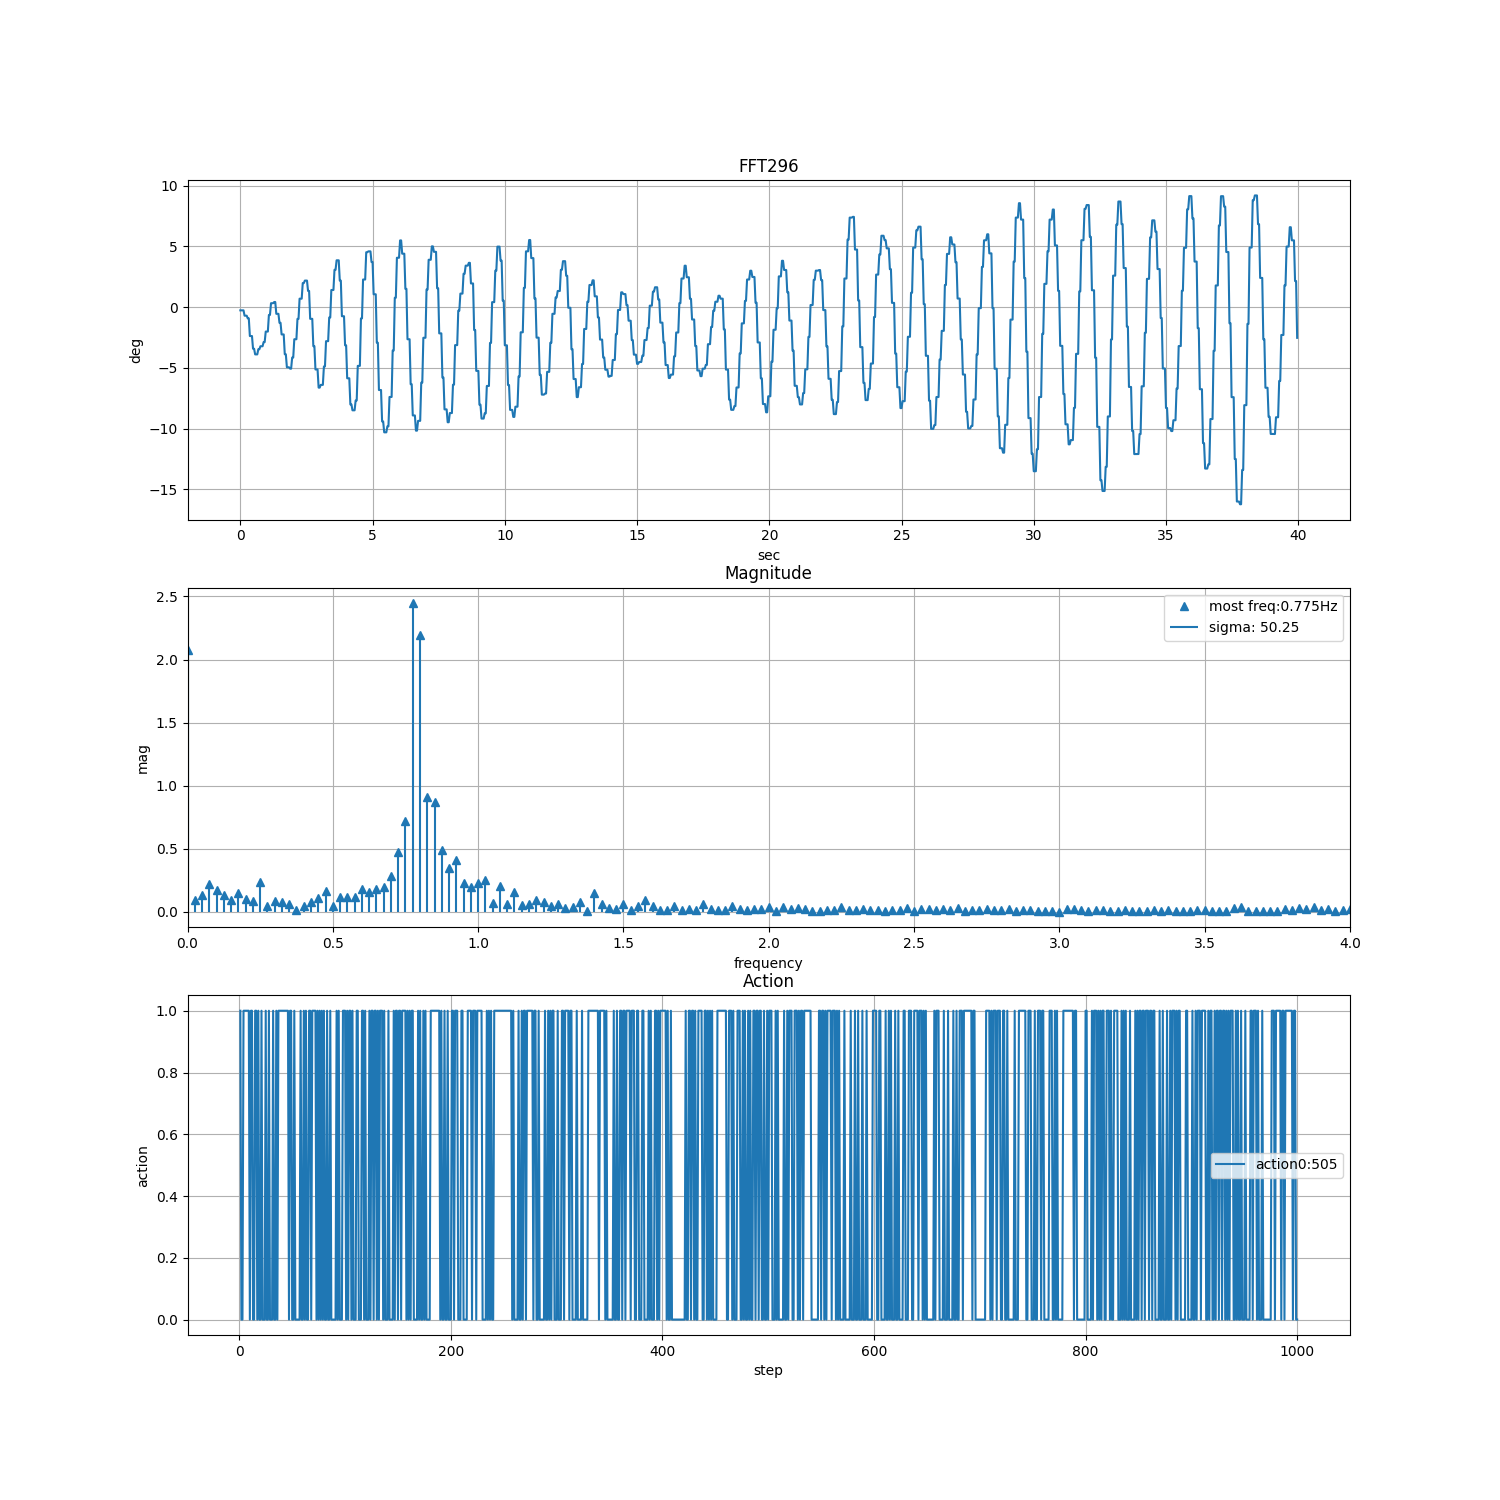 FFT296
10
5
0
−5
−10
−15
deg
0 5 10 15 20 25 30 35 40
sec
Magnitude
2.5
2.0
1.5
1.0
0.5
0.0
mag
most freq:0.775Hz
sigma: 50.25
0.0 0.5 1.0 1.5 2.0 2.5 3.0 3.5 4.0
frequency
Action
1.0
0.8
0.6
0.4
0.2
0.0
action
action0:505
0 200 400 600 800 1000
step